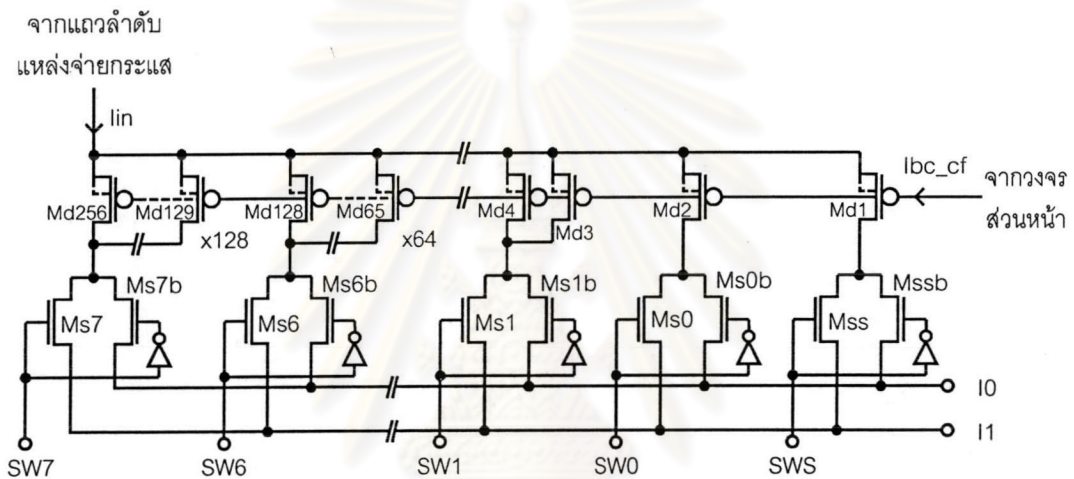 จากแถวลำดับ
แหล่งจ่ายกระแส
Iin
Ibc_cf
จากวงจร
ส่วนหน้า
Md256
Md129
Md128
Md65
Md4
Md3
Md2
Md1
x128
x64
Ms7b
Ms6b
Ms1b
Ms0b
Mssb
Ms7
Ms6
Ms1
Ms0
Mss
I0
I1
SW7
SW6
SW1
SW0
SWS